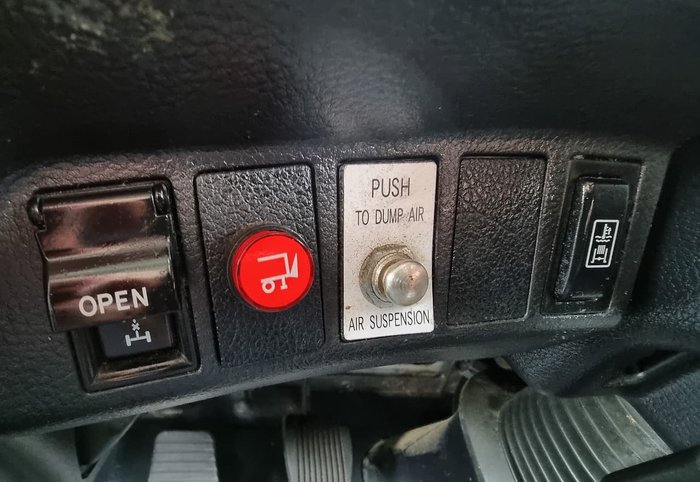 OPEN
PUSH
TO DUMP AIR
AIR SUSPENSION